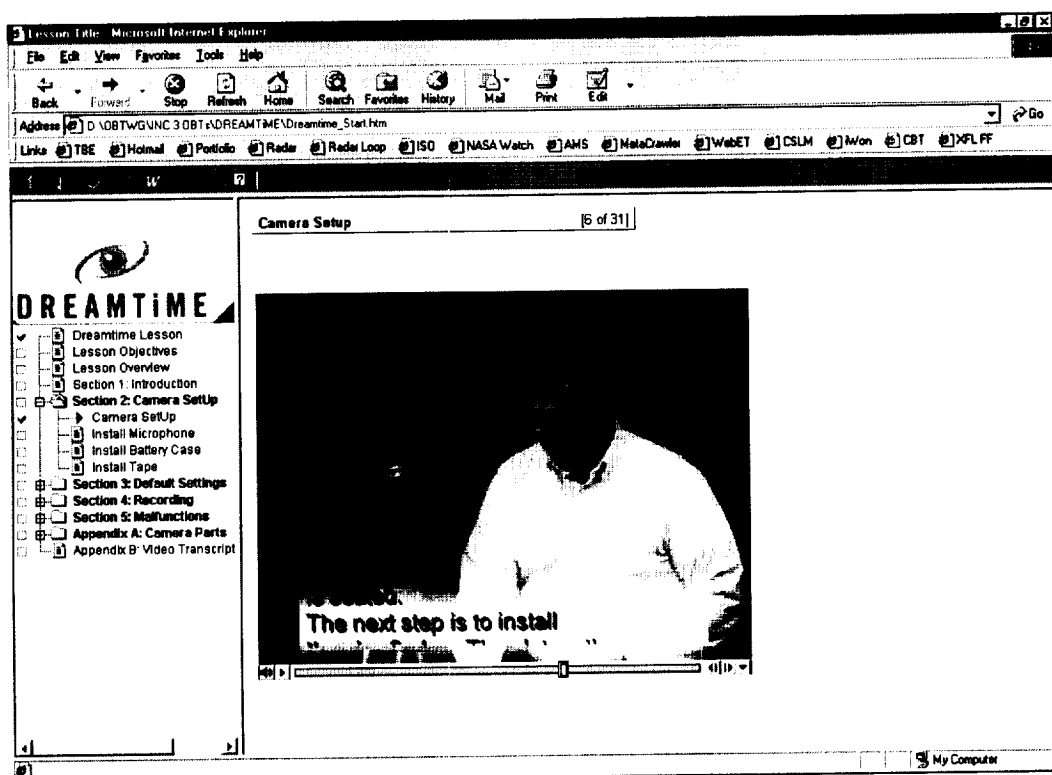 Lesson Title - Microsoft Internet Explorer
File Edit View Favorites Tools Help
Back Forward Stop Refresh Home Search Favorites History Mail Print Edit
Address D:\OBTWG\INC 3 OBTs\DREAMTiME\Dreamtime_Start.htm Go
Links TBE Hotmail Portfolio Radar Radar Loop ISO NASA Watch AMS MetaCrawler WebET CSLM iWon CBT XFL FF
W ?
Camera Setup [6 of 31]
DREAMTiME
Dreamtime Lesson
Lesson Objectives
Lesson Overview
Section 1: Introduction
Section 2: Camera SetUp
Camera SetUp
Install Microphone
Install Battery Case
Install Tape
Section 3: Default Settings
Section 4: Recording
Section 5: Malfunctions
Appendix A: Camera Parts
Appendix B: Video Transcript
is seated.
The next step is to install
My Computer